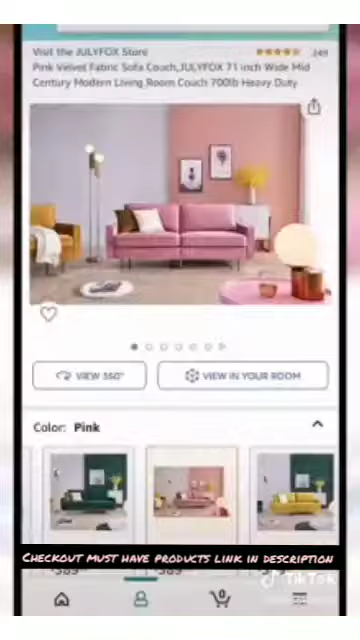 Visit the JULYFOX Store 249
Pink Velvet Fabric Sofa Couch,JULYFOX 71 inch Wide Mid
Century Modern Living Room Couch 700lb Heavy Duty
VIEW 360°
VIEW IN YOUR ROOM
Color: Pink
CHECKOUT MUST HAVE PRODUCTS LINK IN DESCRIPTION
TikTok
0